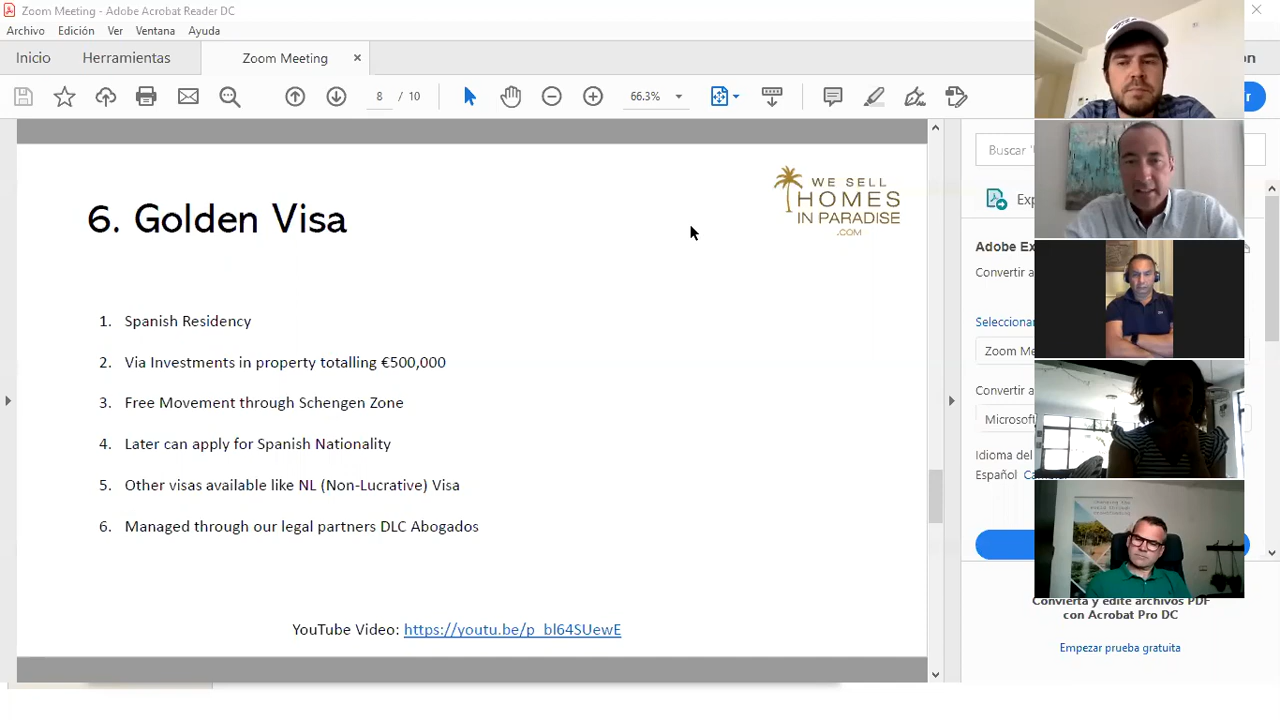 Zoom Meeting - Adobe Acrobat Reader DC
Archivo Edición Ver Ventana Ayuda
Inicio Herramientas Zoom Meeting ×
8 / 10 66.3%
6. Golden Visa
WE SELL
HOMES
IN PARADISE
.COM
1. Spanish Residency
2. Via Investments in property totalling €500,000
3. Free Movement through Schengen Zone
4. Later can apply for Spanish Nationality
5. Other visas available like NL (Non-Lucrative) Visa
6. Managed through our legal partners DLC Abogados
YouTube Video: https://youtu.be/p_bl64SUewE
Buscar
Exp
Adobe Ex
Convertir a
Seleccionar
Zoom Me
Convertir a
Microsoft
Idioma del
Español Cambiar
Convierta y edite archivos PDF
con Acrobat Pro DC
Empezar prueba gratuita